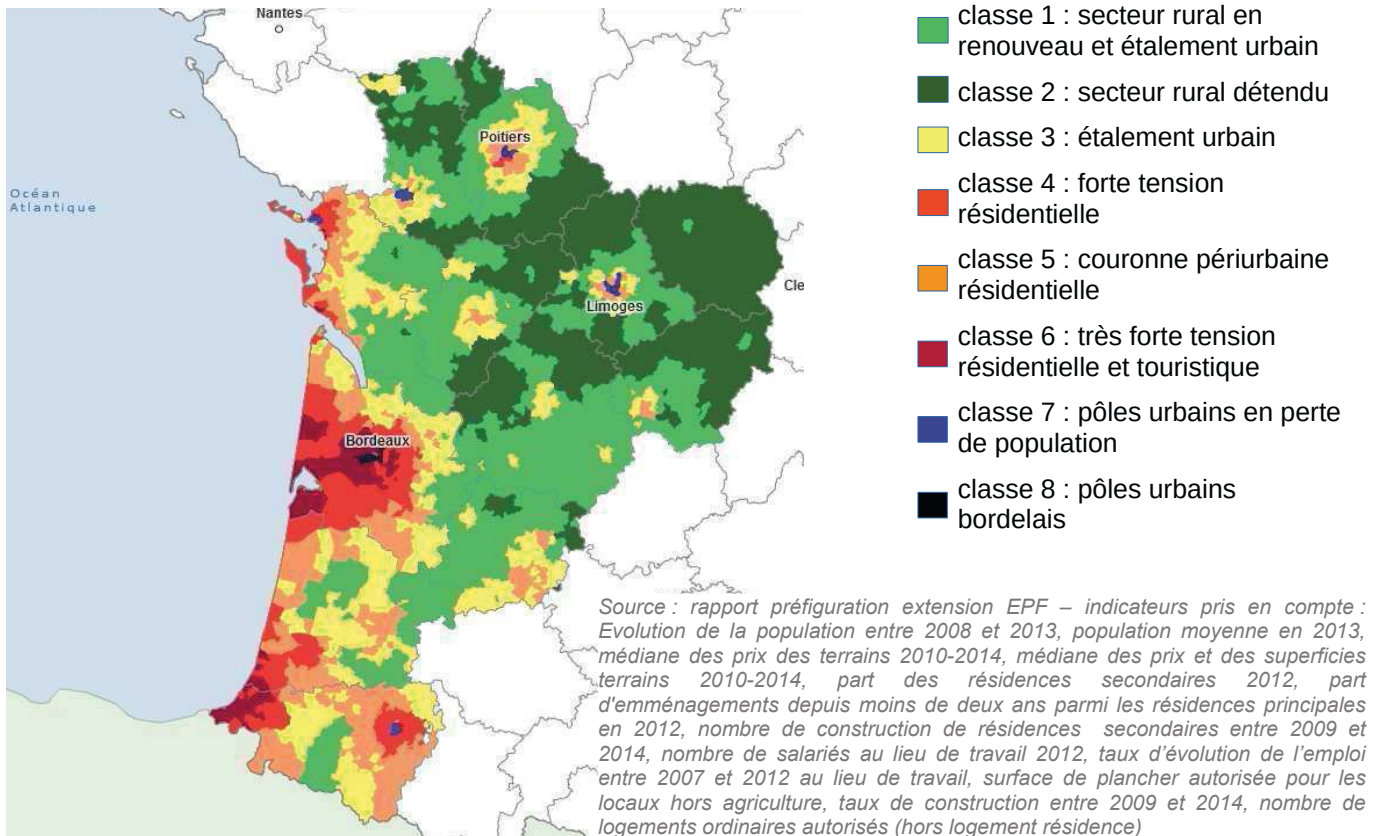 Nantes
Poitiers
Océan
Atlantique
Limoges
Cle
Bordeaux
classe 1 : secteur rural en
renouveau et étalement urbain
classe 2 : secteur rural détendu
classe 3 : étalement urbain
classe 4 : forte tension
résidentielle
classe 5 : couronne périurbaine
résidentielle
classe 6 : très forte tension
résidentielle et touristique
classe 7 : pôles urbains en perte
de population
classe 8 : pôles urbains
bordelais
Source : rapport préfiguration extension EPF – indicateurs pris en compte :
Evolution de la population entre 2008 et 2013, population moyenne en 2013,
médiane des prix des terrains 2010-2014, médiane des prix et des superficies
terrains 2010-2014, part des résidences secondaires 2012, part
d'emménagements depuis moins de deux ans parmi les résidences principales
en 2012, nombre de construction de résidences secondaires entre 2009 et
2014, nombre de salariés au lieu de travail 2012, taux d’évolution de l’emploi
entre 2007 et 2012 au lieu de travail, surface de plancher autorisée pour les
locaux hors agriculture, taux de construction entre 2009 et 2014, nombre de
logements ordinaires autorisés (hors logement résidence)